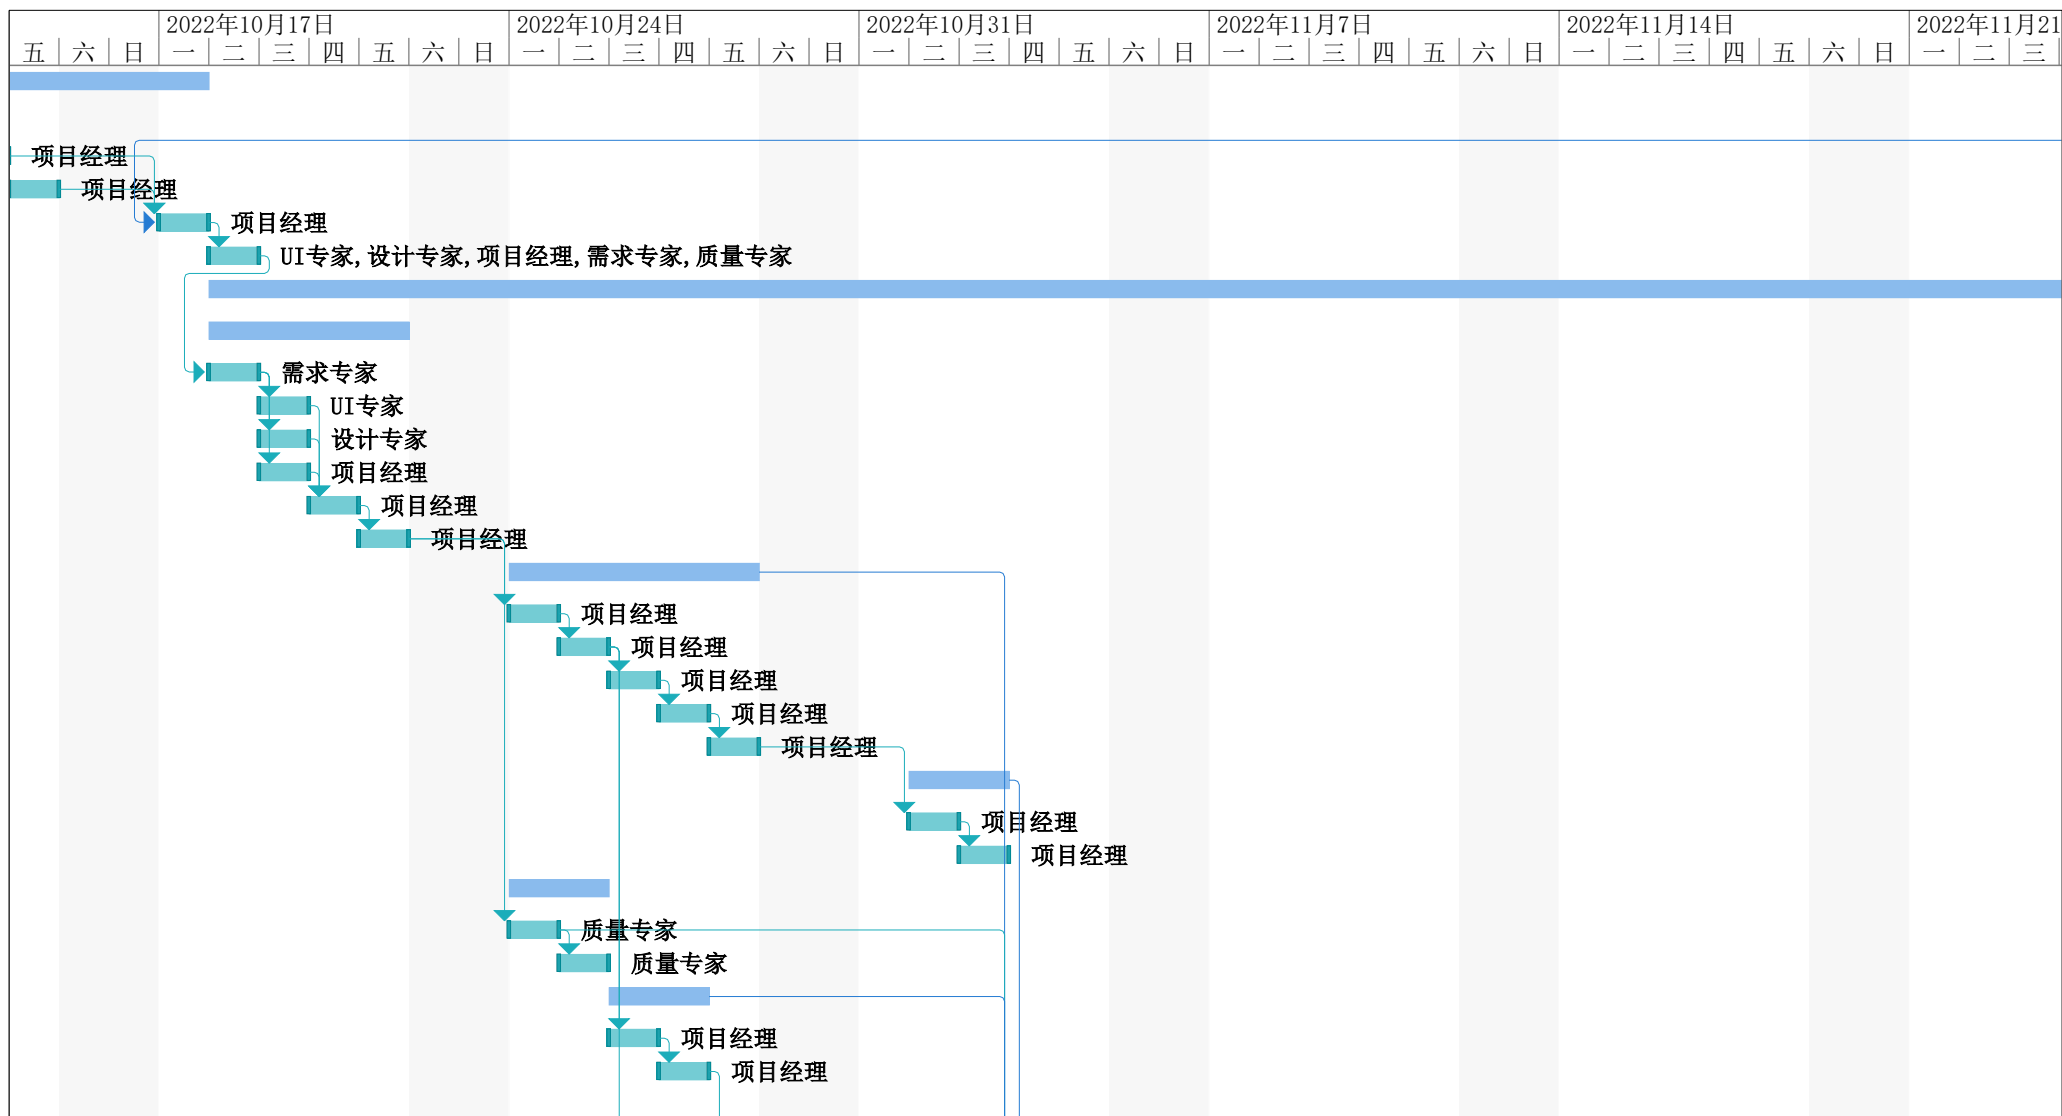 2022年10月17日 2022年10月24日 2022年10月31日 2022年11月7日 2022年11月14日 2022年11月21
五 六 日 一 二 三 四 五 六 日 一 二 三 四 五 六 日 一 二 三 四 五 六 日 一 二 三 四 五 六 日 一 二 三 四 五 六 日 一 二 三
项目经理
项目经理
项目经理
UI专家,设计专家,项目经理,需求专家,质量专家
需求专家
UI专家
设计专家
项目经理
项目经理
项目经理
项目经理
项目经理
项目经理
项目经理
项目经理
项目经理
项目经理
质量专家
质量专家
项目经理
项目经理